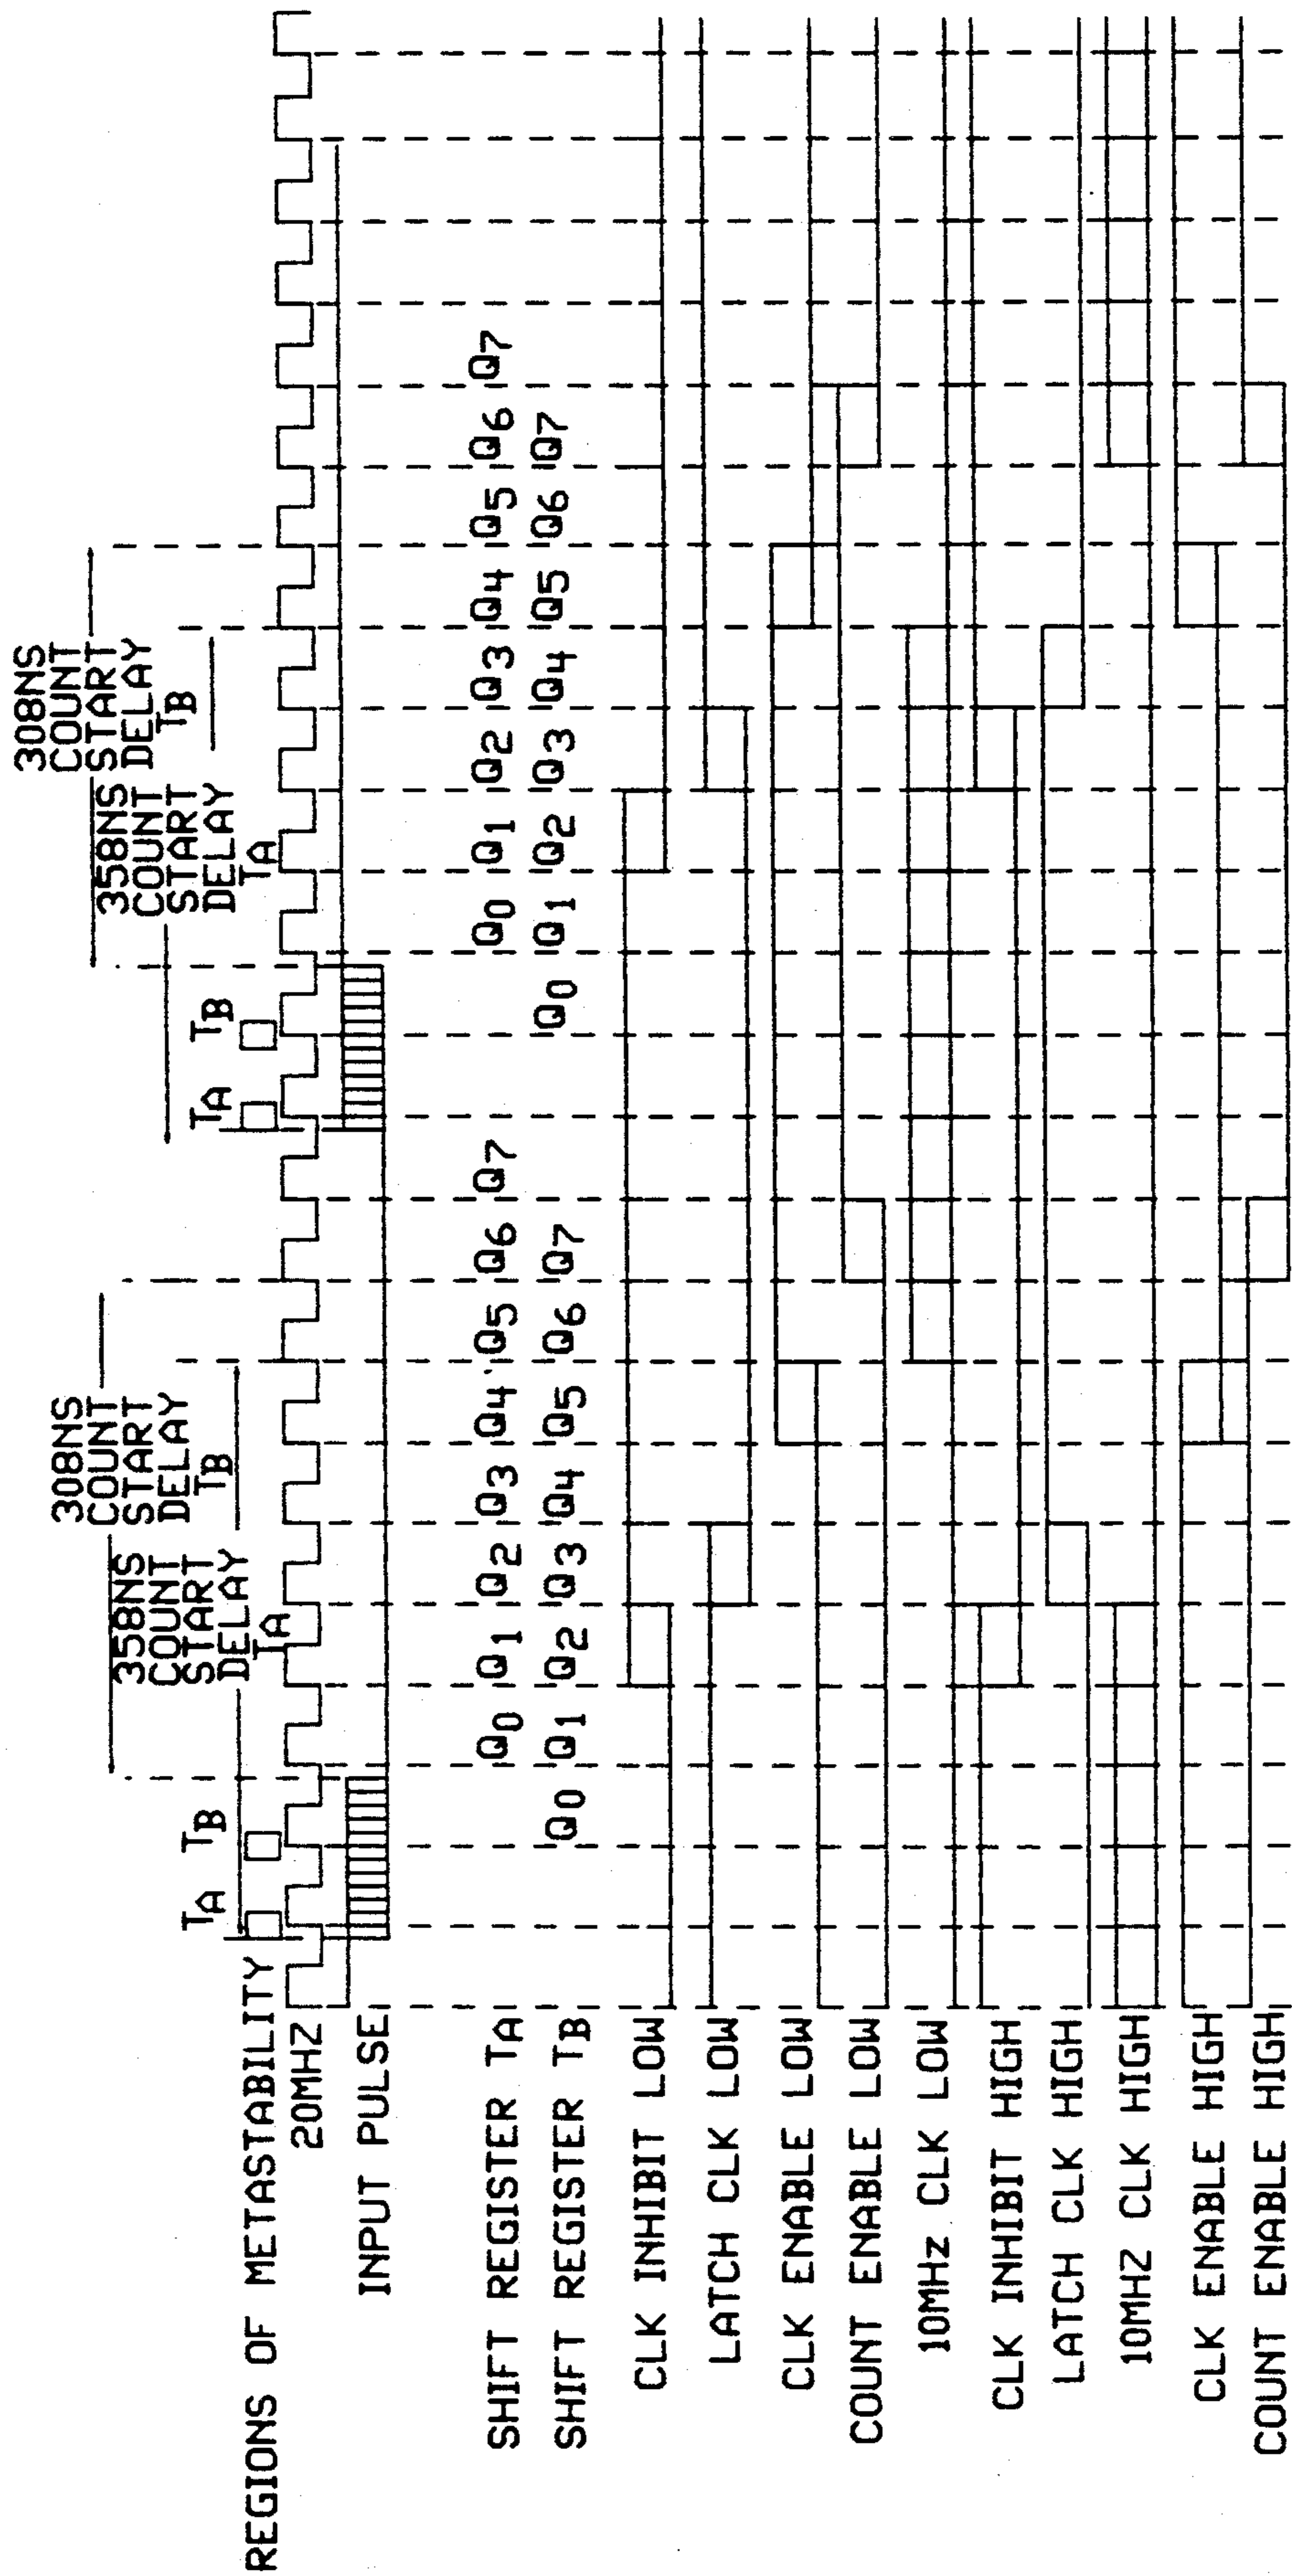 308NS
COUNT
START
DELAY
TB
358NS
COUNT
START
DELAY
TA
308NS
COUNT
START
DELAY
TB
358NS
COUNT
START
DELAY
TA
TA TB TA TB
REGIONS OF METASTABILITY
20MHZ
INPUT PULSE
SHIFT REGISTER TA Q0 Q1 Q2 Q3 Q4 Q5 Q6 Q7 Q0 Q1 Q2 Q3 Q4 Q5 Q6 Q7
SHIFT REGISTER TB Q0 Q1 Q2 Q3 Q4 Q5 Q6 Q7 Q0 Q1 Q2 Q3 Q4 Q5 Q6 Q7
CLK INHIBIT LOW
LATCH CLK LOW
CLK ENABLE LOW
COUNT ENABLE LOW
10MHz CLK LOW
CLK INHIBIT HIGH
LATCH CLK HIGH
10MHZ CLK HIGH
CLK ENABLE HIGH
COUNT ENABLE HIGH